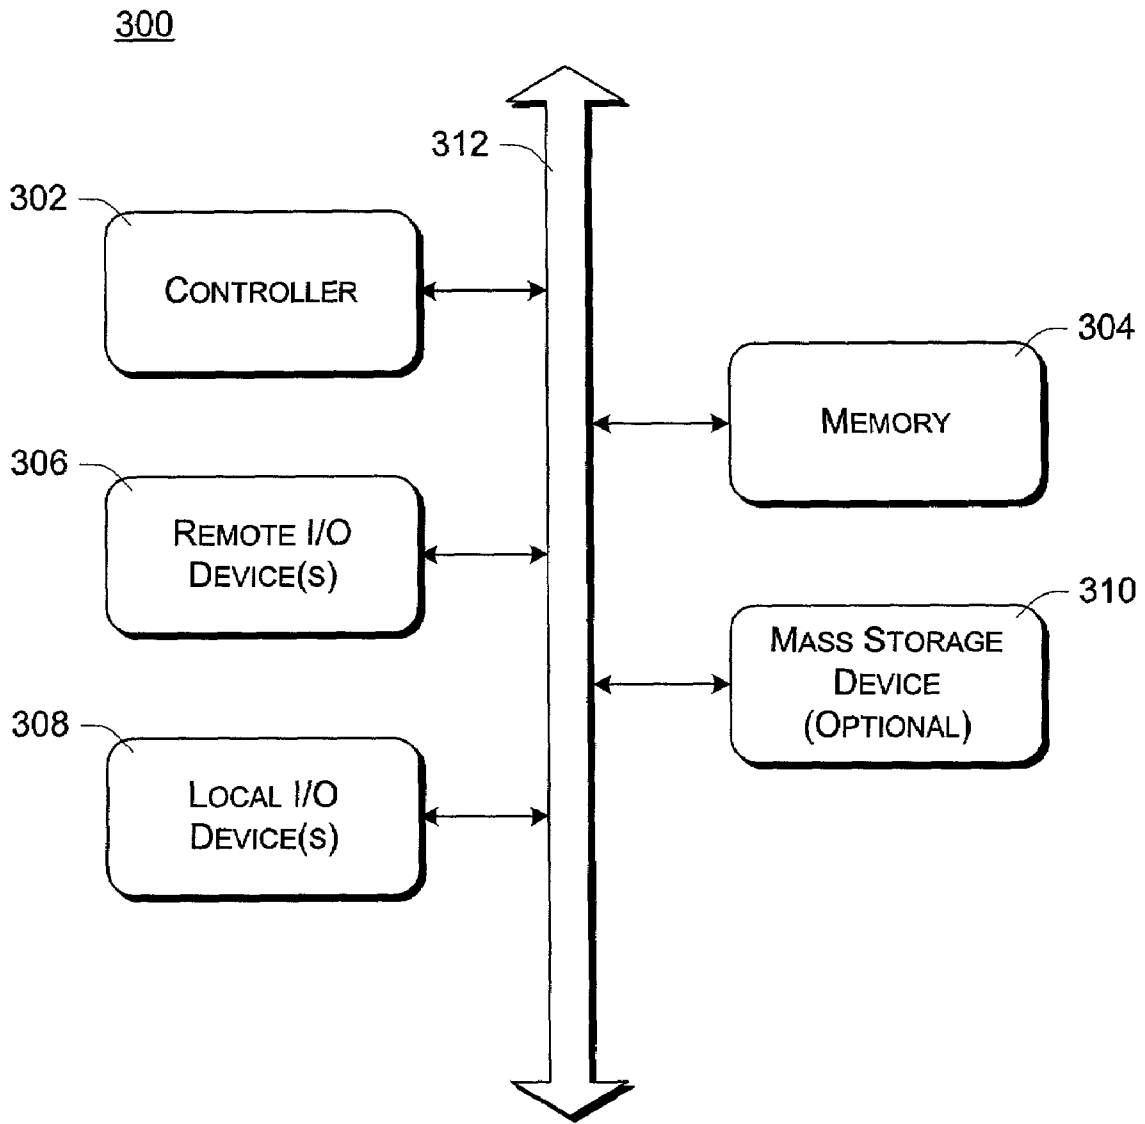 300
312
302
CONTROLLER
304
MEMORY
306
REMOTE I/O
DEVICE(S)
310
MASS STORAGE
DEVICE
(OPTIONAL)
308
LOCAL I/O
DEVICE(S)